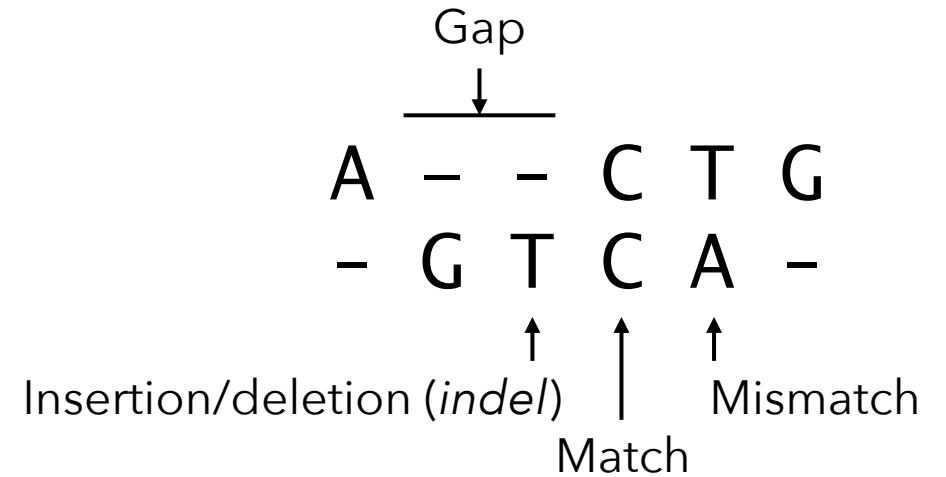 Gap
A – – C T G
– G T C A –
Insertion/deletion (indel)
Mismatch
Match